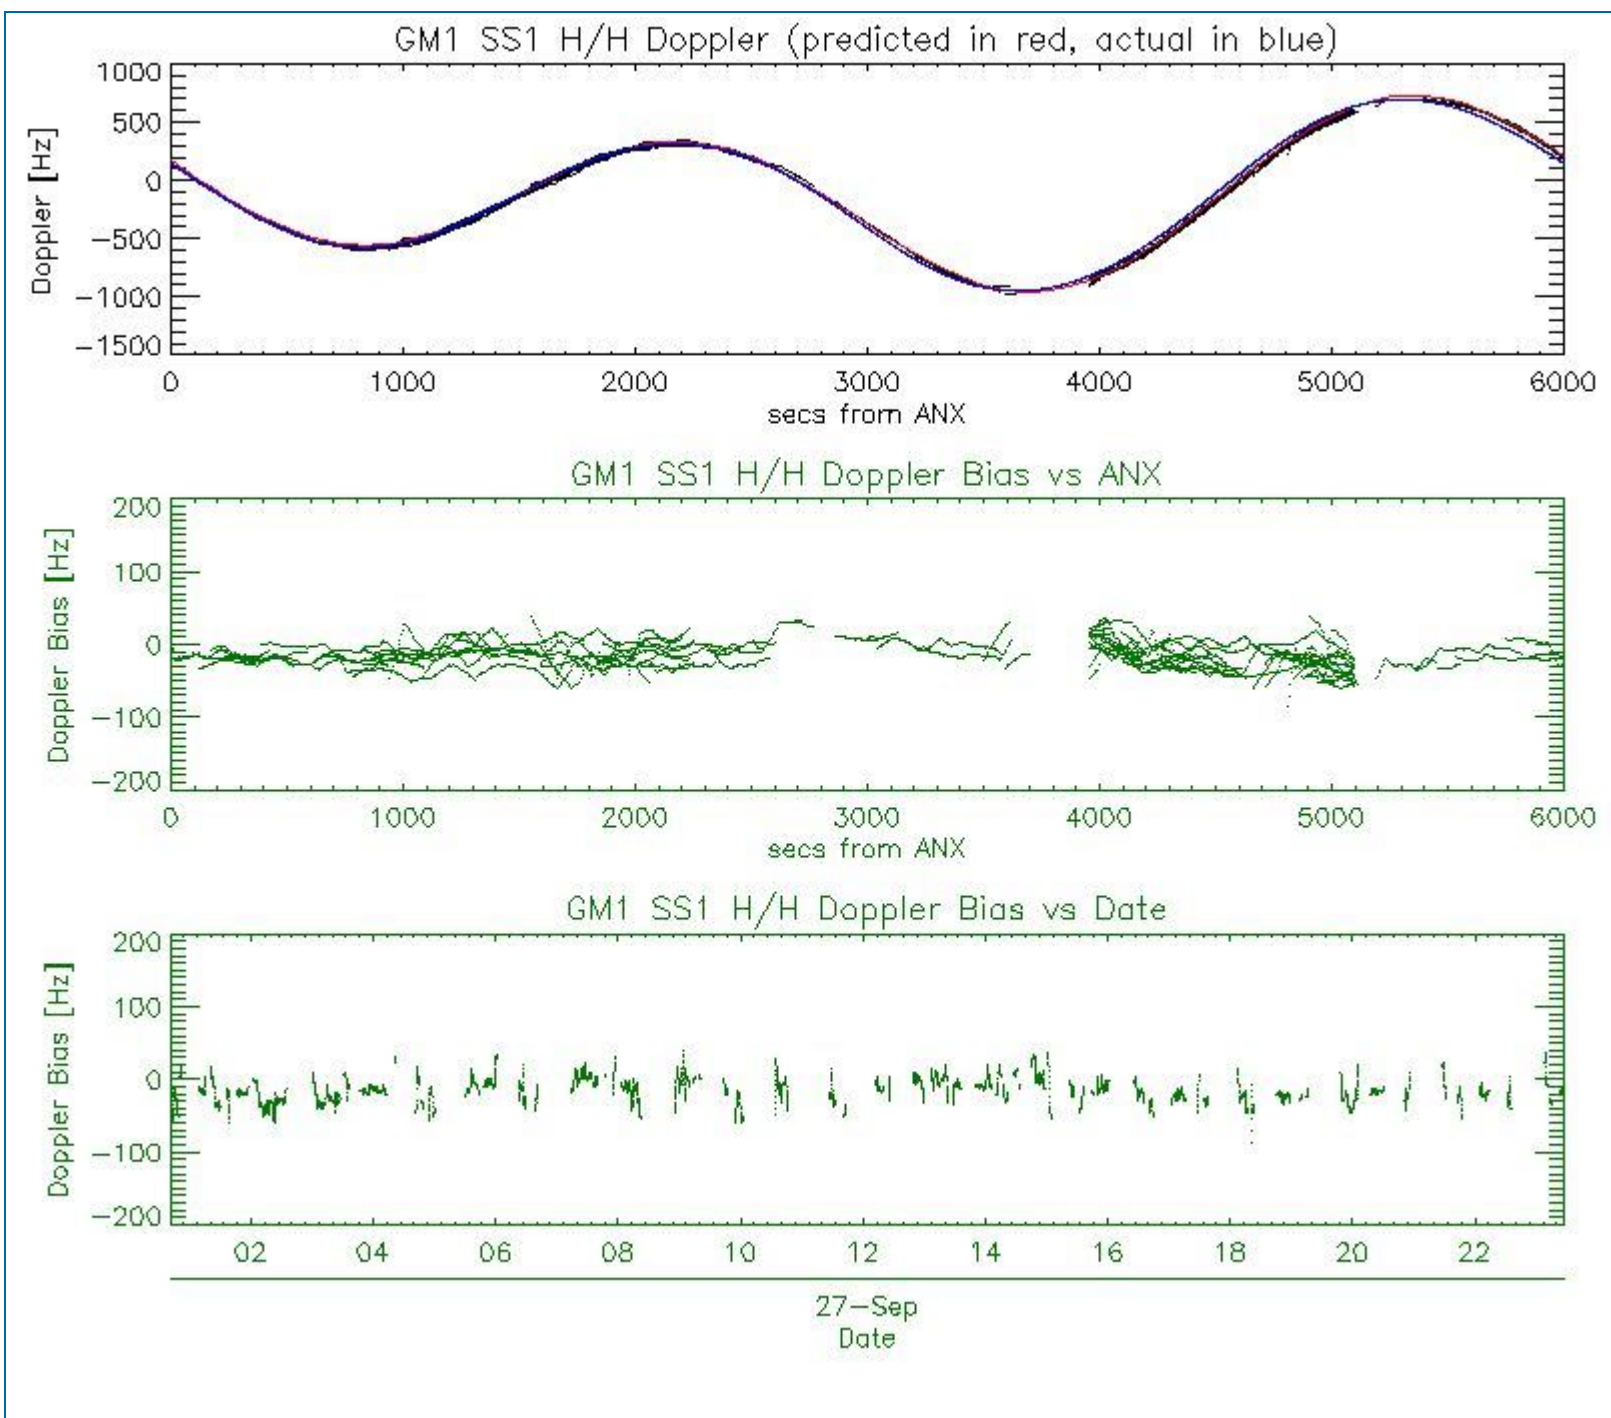 GM1 SS1 H/H Doppler (predicted in red, actual in blue)
1000
500
0
−500
−1000
−1500
Doppler [Hz]
0 1000 2000 3000 4000 5000 6000
secs from ANX
GM1 SS1 H/H Doppler Bias vs ANX
200
100
0
−100
−200
Doppler Bias [Hz]
0 1000 2000 3000 4000 5000 6000
secs from ANX
GM1 SS1 H/H Doppler Bias vs Date
200
100
0
−100
−200
Doppler Bias [Hz]
02 04 06 08 10 12 14 16 18 20 22
27−Sep
Date